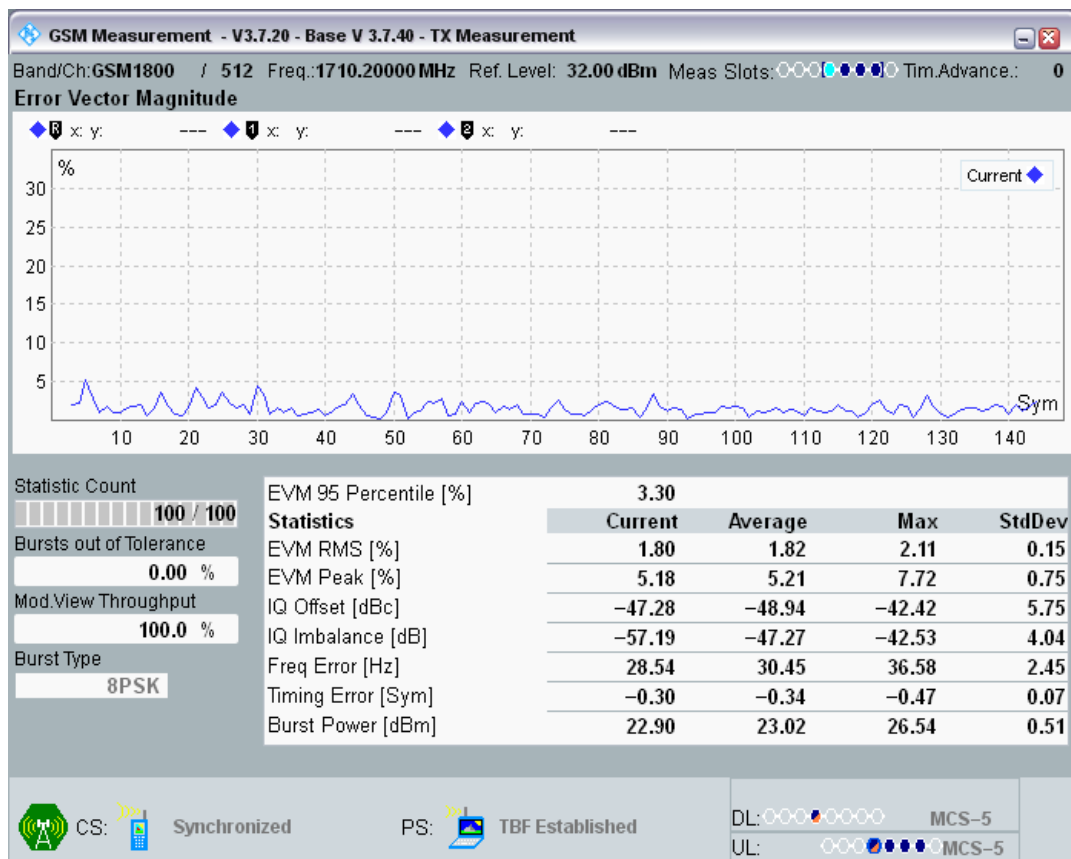 GSM Measurement - V3.7.20 - Base V 3.7.40 - TX Measurement
Band/Ch:GSM1800 / 512 Freq.:1710.20000 MHz Ref. Level: 32.00 dBm Meas Slots: Tim.Advance.: 0
Error Vector Magnitude
R x: y: --- 1 x: y: --- 2 x: y: ---
%
Current
30
25
20
15
10
5
Sym
10 20 30 40 50 60 70 80 90 100 110 120 130 140
Statistic Count
100 / 100
Bursts out of Tolerance
0.00 %
Mod.View Throughput
100.0 %
Burst Type
8PSK
EVM 95 Percentile [%] 3.30
Statistics Current Average Max StdDev
EVM RMS [%] 1.80 1.82 2.11 0.15
EVM Peak [%] 5.18 5.21 7.72 0.75
IQ Offset [dBc] −47.28 −48.94 −42.42 5.75
IQ Imbalance [dB] −57.19 −47.27 −42.53 4.04
Freq Error [Hz] 28.54 30.45 36.58 2.45
Timing Error [Sym] −0.30 −0.34 −0.47 0.07
Burst Power [dBm] 22.90 23.02 26.54 0.51
CS: Synchronized PS: TBF Established
DL: MCS−5
UL: MCS−5